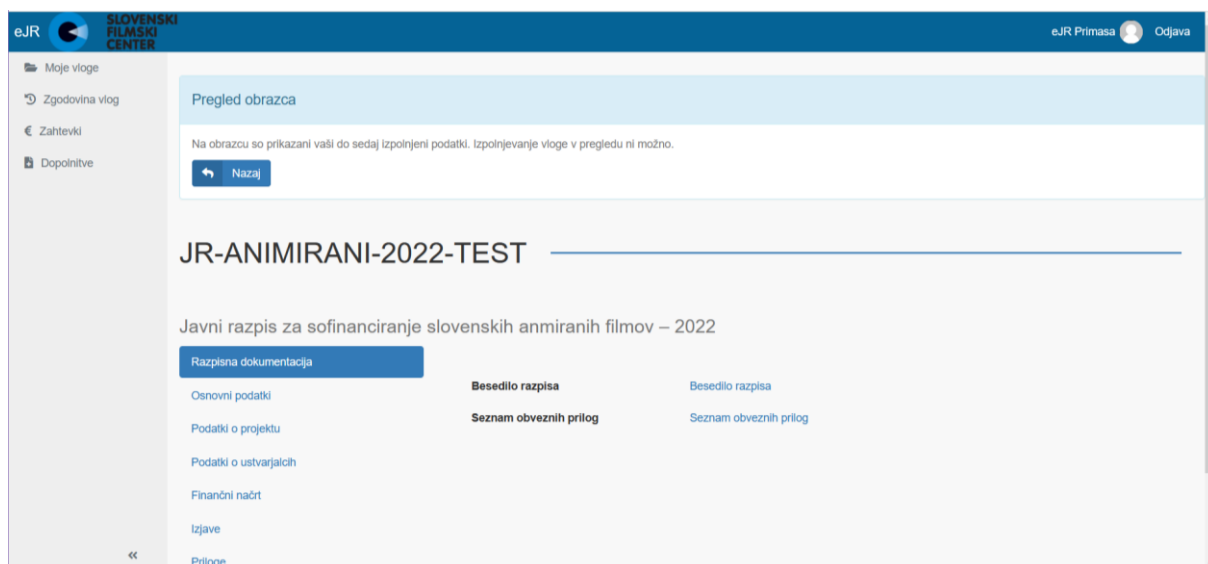 eJR SLOVENSKI FILMSKI CENTER eJR Primasa Odjava
Moje vloge
Zgodovina vlog
€ Zahtevki
Dopolnitve
«
Pregled obrazca
Na obrazcu so prikazani vaši do sedaj izpolnjeni podatki. Izpolnjevanje vloge v pregledu ni možno.
Nazaj
JR-ANIMIRANI-2022-TEST
Javni razpis za sofinanciranje slovenskih anmiranih filmov – 2022
Razpisna dokumentacija
Osnovni podatki
Podatki o projektu
Podatki o ustvarjalcih
Finančni načrt
Izjave
Priloge
Besedilo razpisa Besedilo razpisa
Seznam obveznih prilog Seznam obveznih prilog